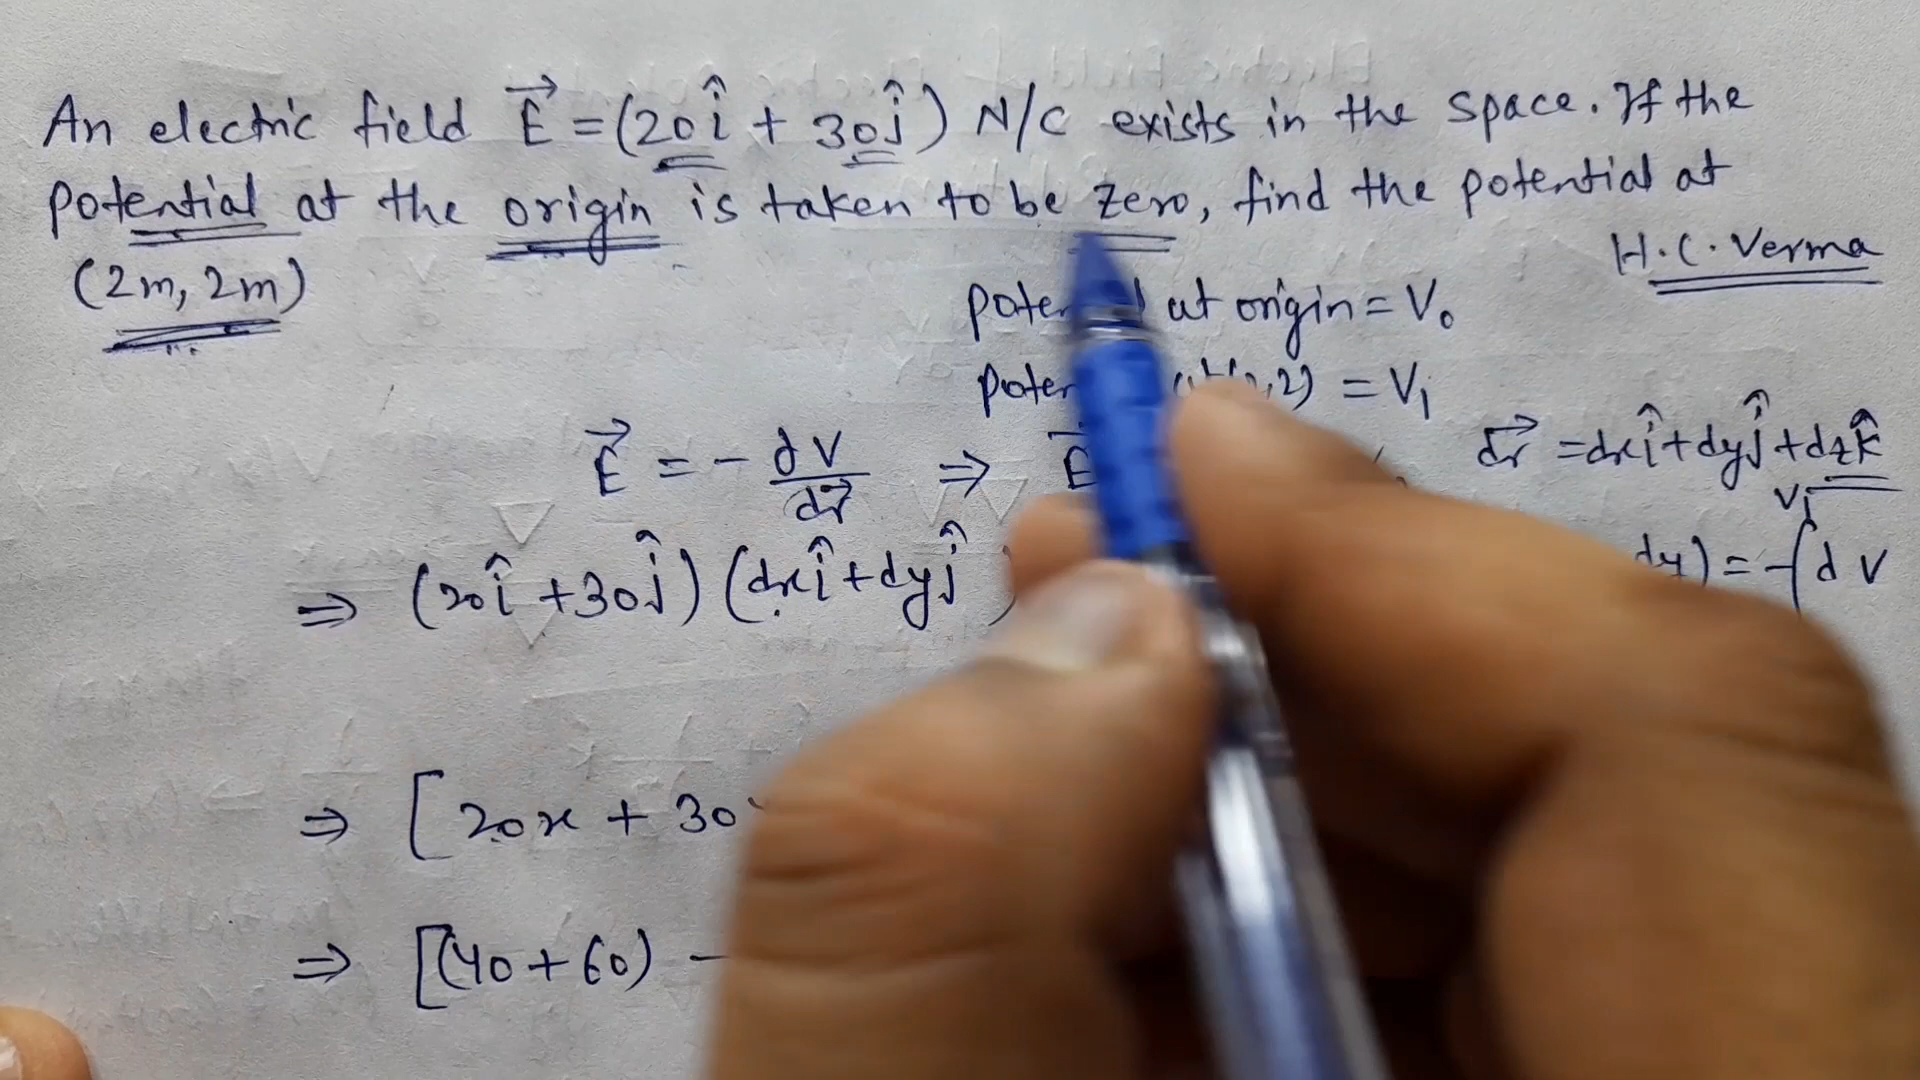 An electric field E⃗ = (20î + 30ĵ) N/C exists in the space. If the
potential at the origin is taken to be zero, find the potential at
(2m, 2m)
H.C. Verma
at origin = V₀
= V₁
E⃗ = - dV/dr⃗ ⇒ E⃗
dr⃗ = dxî + dyĵ + dzk̂
⇒ (20î + 30ĵ) (dxî + dyĵ
dy) = -∫ dV
V₁
⇒ [20x + 30
⇒ [(40 + 60) -